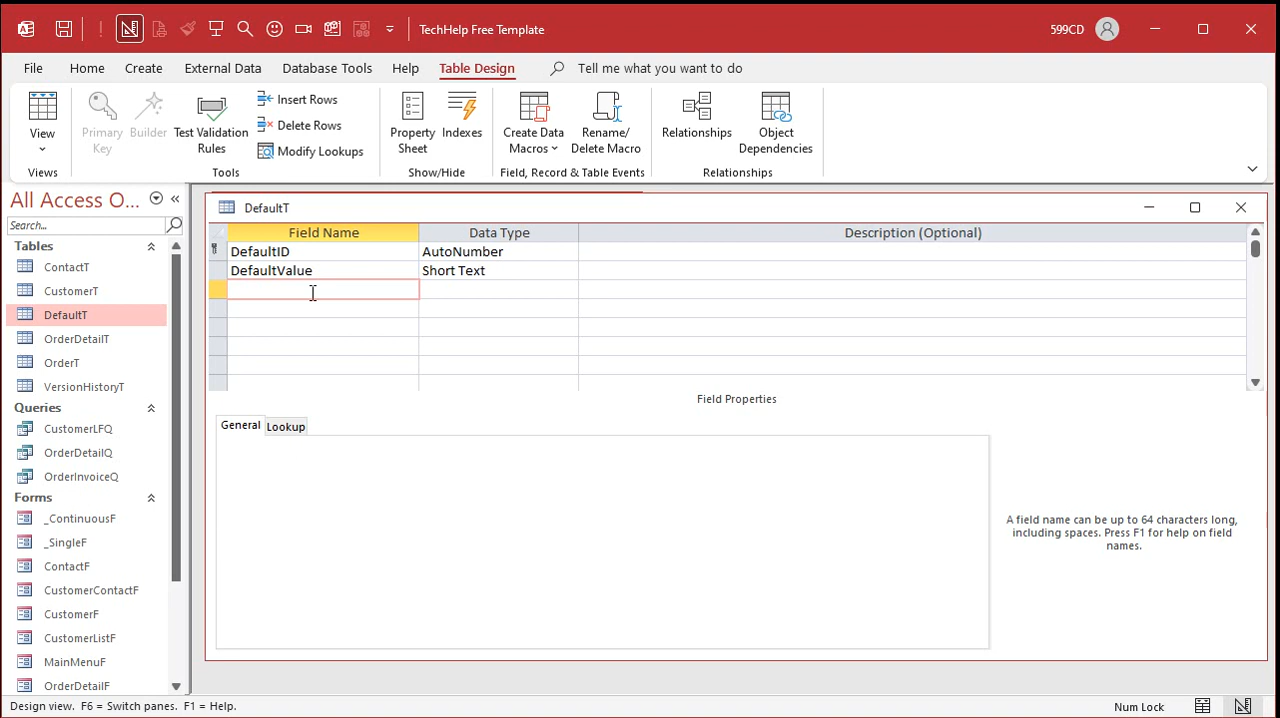 TechHelp Free Template
599CD
File Home Create External Data Database Tools Help Table Design Tell me what you want to do
View
Primary Key
Builder
Test Validation Rules
Insert Rows
Delete Rows
Modify Lookups
Property Sheet
Indexes
Create Data Macros
Rename/ Delete Macro
Relationships
Object Dependencies
Views Tools Show/Hide Field, Record & Table Events Relationships
All Access O...
Search...
Tables
ContactT
CustomerT
DefaultT
OrderDetailT
OrderT
VersionHistoryT
Queries
CustomerLFQ
OrderDetailQ
OrderInvoiceQ
Forms
_ContinuousF
_SingleF
ContactF
CustomerContactF
CustomerF
CustomerListF
MainMenuF
OrderDetailF
DefaultT
Field Name Data Type Description (Optional)
DefaultID AutoNumber
DefaultValue Short Text
Field Properties
General Lookup
A field name can be up to 64 characters long,
including spaces. Press F1 for help on field
names.
Design view. F6 = Switch panes. F1 = Help.
Num Lock